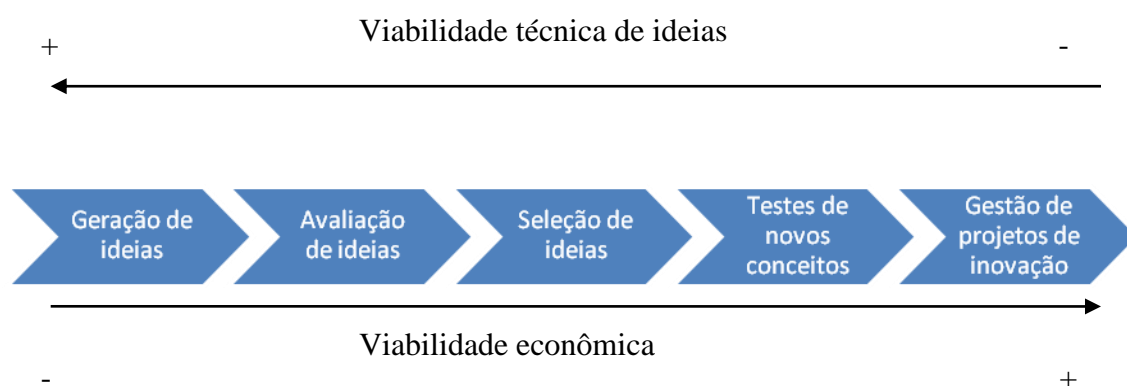 Viabilidade técnica de ideias
+ -
Geração de
ideias
Avaliação
de ideias
Seleção de
ideias
Testes de
novos
conceitos
Gestão de
projetos de
inovação
Viabilidade econômica
- +